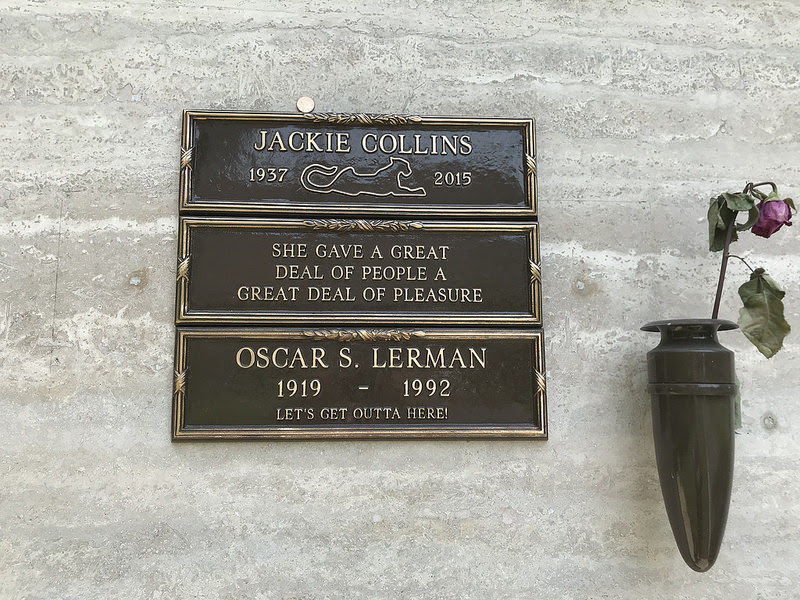 JACKIE COLLINS
1937 2015
SHE GAVE A GREAT
DEAL OF PEOPLE A
GREAT DEAL OF PLEASURE
OSCAR S. LERMAN
1919 - 1992
LET'S GET OUTTA HERE!